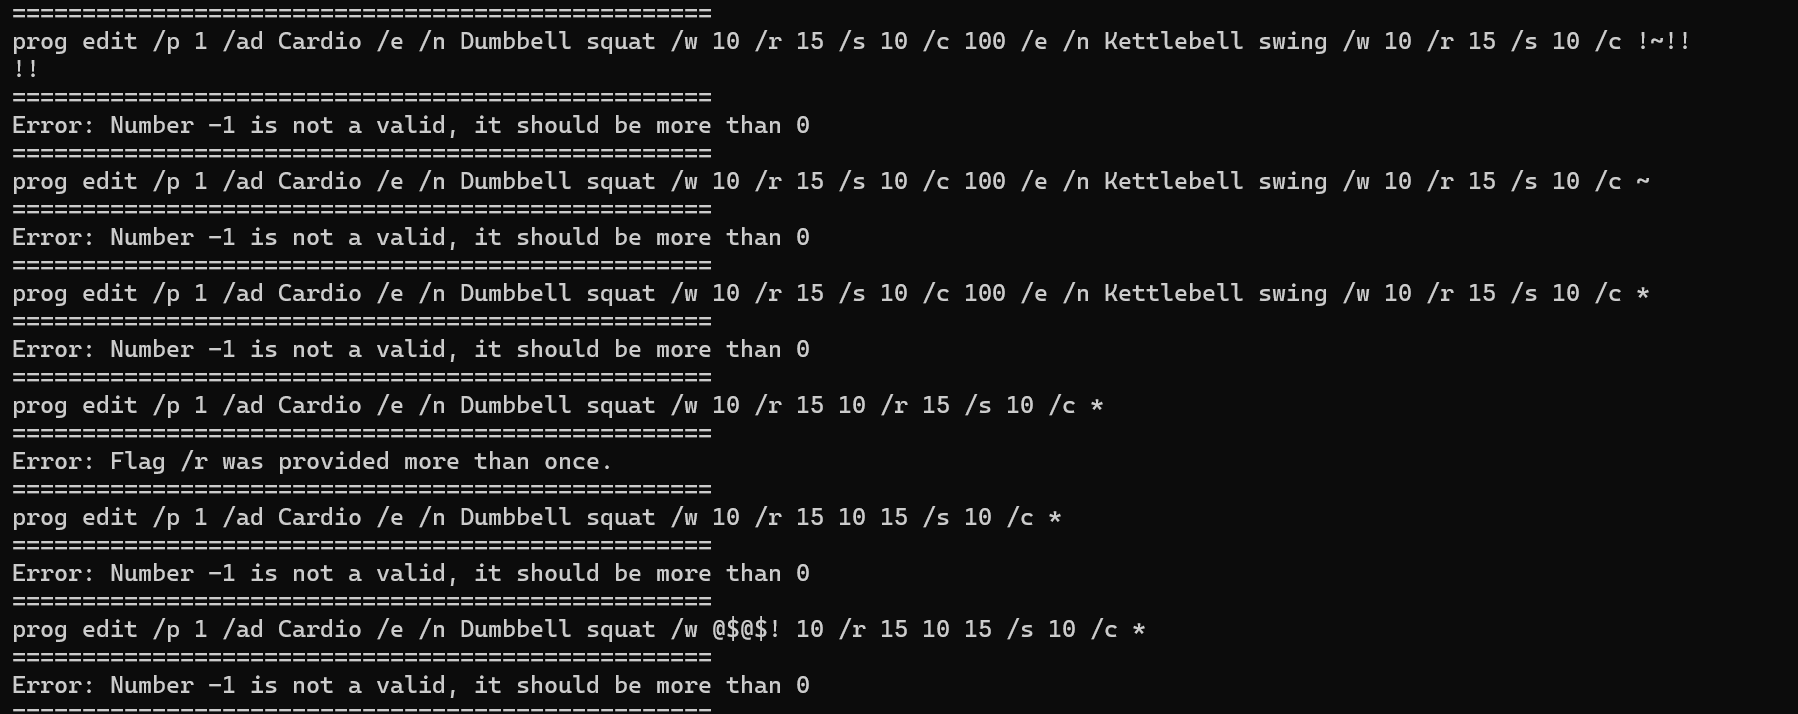 ==================================================
prog edit /p 1 /ad Cardio /e /n Dumbbell squat /w 10 /r 15 /s 10 /c 100 /e /n Kettlebell swing /w 10 /r 15 /s 10 /c !~!!
!!
==================================================
Error: Number -1 is not a valid, it should be more than 0
==================================================
prog edit /p 1 /ad Cardio /e /n Dumbbell squat /w 10 /r 15 /s 10 /c 100 /e /n Kettlebell swing /w 10 /r 15 /s 10 /c ~
==================================================
Error: Number -1 is not a valid, it should be more than 0
==================================================
prog edit /p 1 /ad Cardio /e /n Dumbbell squat /w 10 /r 15 /s 10 /c 100 /e /n Kettlebell swing /w 10 /r 15 /s 10 /c *
==================================================
Error: Number -1 is not a valid, it should be more than 0
==================================================
prog edit /p 1 /ad Cardio /e /n Dumbbell squat /w 10 /r 15 10 /r 15 /s 10 /c *
==================================================
Error: Flag /r was provided more than once.
==================================================
prog edit /p 1 /ad Cardio /e /n Dumbbell squat /w 10 /r 15 10 15 /s 10 /c *
==================================================
Error: Number -1 is not a valid, it should be more than 0
==================================================
prog edit /p 1 /ad Cardio /e /n Dumbbell squat /w @$@$! 10 /r 15 10 15 /s 10 /c *
==================================================
Error: Number -1 is not a valid, it should be more than 0
==================================================